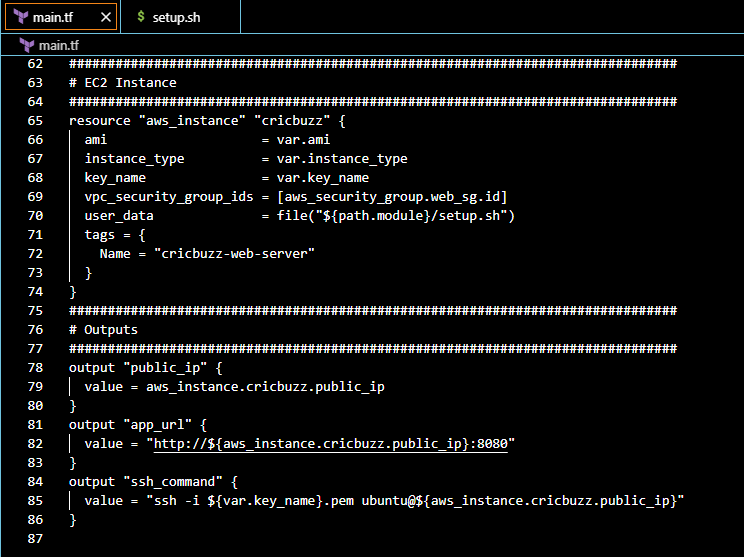 main.tf
$ setup.sh
main.tf
62 ###############################################################################
63 # EC2 Instance
64 ###############################################################################
65 resource "aws_instance" "cricbuzz" {
66   ami                    = var.ami
67   instance_type          = var.instance_type
68   key_name               = var.key_name
69   vpc_security_group_ids = [aws_security_group.web_sg.id]
70   user_data              = file("${path.module}/setup.sh")
71   tags = {
72     Name = "cricbuzz-web-server"
73   }
74 }
75 ###############################################################################
76 # Outputs
77 ###############################################################################
78 output "public_ip" {
79   value = aws_instance.cricbuzz.public_ip
80 }
81 output "app_url" {
82   value = "http://${aws_instance.cricbuzz.public_ip}:8080"
83 }
84 output "ssh_command" {
85   value = "ssh -i ${var.key_name}.pem ubuntu@${aws_instance.cricbuzz.public_ip}"
86 }
87